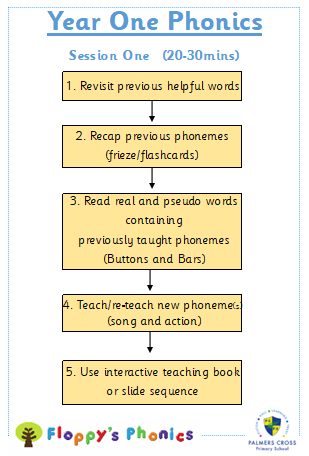 Year One Phonics
Session One (20-30mins)
1. Revisit previous helpful words
2. Recap previous phonemes
(frieze/flashcards)
3. Read real and pseudo words
containing
previously taught phonemes
(Buttons and Bars)
4. Teach/re-teach new phoneme(s)
(song and action)
5. Use interactive teaching book
or slide sequence
Floppy's Phonics
PALMERS CROSS
Primary School